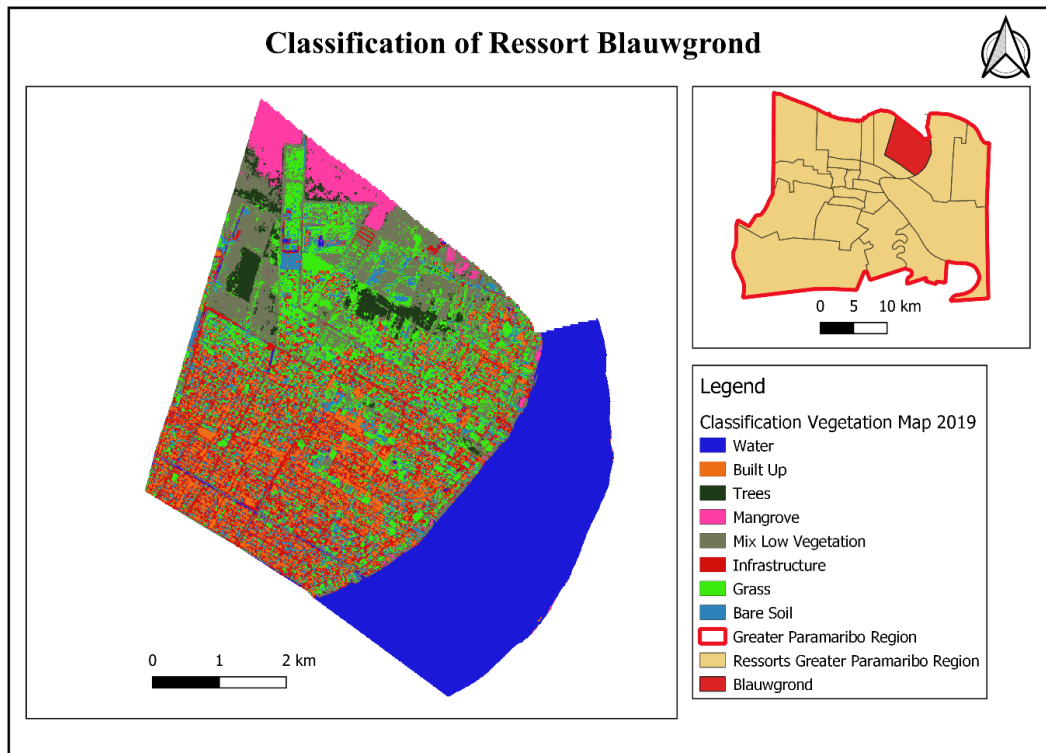 Classification of Ressort Blauwgrond
0 5 10 km
Legend
Classification Vegetation Map 2019
Water
Built Up
Trees
Mangrove
Mix Low Vegetation
Infrastructure
Grass
Bare Soil
Greater Paramaribo Region
Ressorts Greater Paramaribo Region
Blauwgrond
0 1 2 km